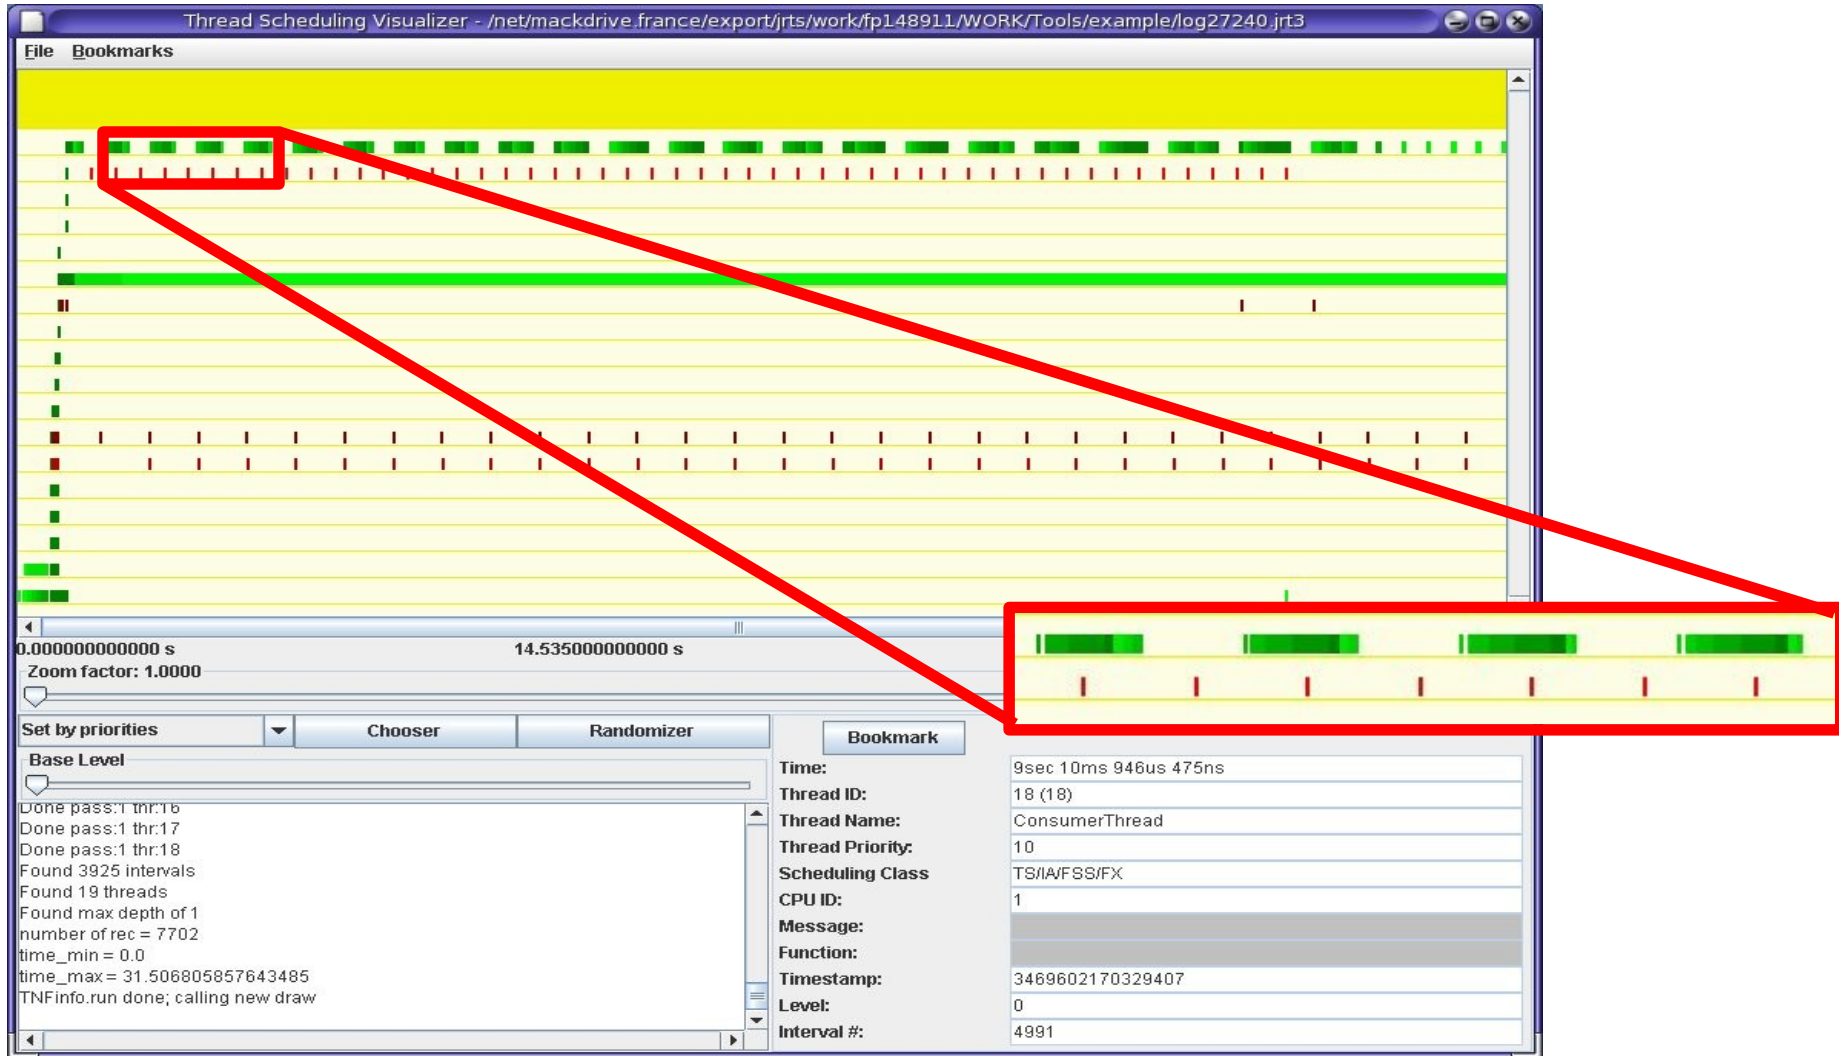 Thread Scheduling Visualizer - /net/mackdrive.france/export/jrts/work/fp148911/WORK/Tools/example/log27240.jrt3
File Bookmarks
0.000000000000 s 14.535000000000 s
Zoom factor: 1.0000
Set by priorities Chooser Randomizer
Base Level
Done pass:1 thr:16
Done pass:1 thr:17
Done pass:1 thr:18
Found 3925 intervals
Found 19 threads
Found max depth of 1
number of rec = 7702
time_min = 0.0
time_max = 31.506805857643485
TNFinfo.run done; calling new draw
Bookmark
Time: 9sec 10ms 946us 475ns
Thread ID: 18 (18)
Thread Name: ConsumerThread
Thread Priority: 10
Scheduling Class TS/IA/FSS/FX
CPU ID: 1
Message:
Function:
Timestamp: 3469602170329407
Level: 0
Interval #: 4991